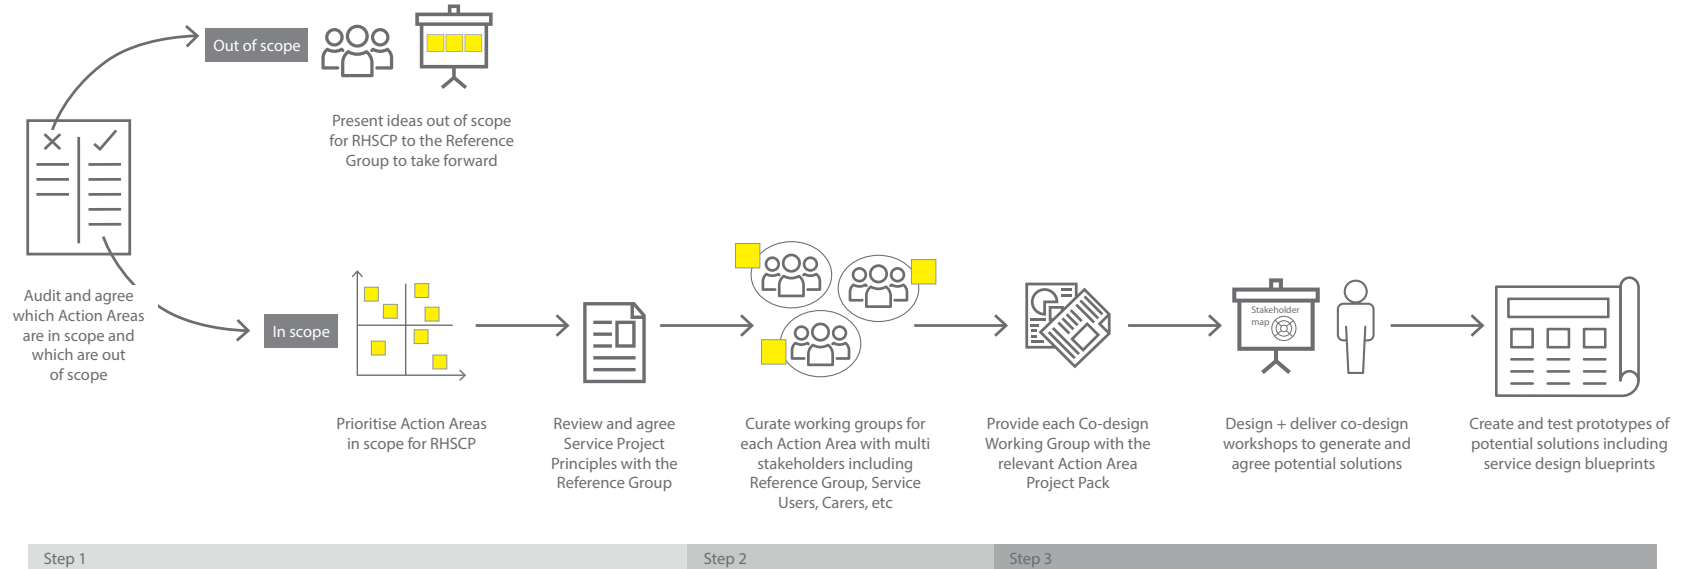 Out of scope
Present ideas out of scope
for RHSCP to the Reference
Group to take forward
Audit and agree
which Action Areas
are in scope and
which are out
of scope
In scope
Prioritise Action Areas
in scope for RHSCP
Review and agree
Service Project
Principles with the
Reference Group
Curate working groups for
each Action Area with multi
stakeholders including
Reference Group, Service
Users, Carers, etc
Provide each Co-design
Working Group with the
relevant Action Area
Project Pack
Stakeholder
map
Design + deliver co-design
workshops to generate and
agree potential solutions
Create and test prototypes of
potential solutions including
service design blueprints
Step 1
Step 2
Step 3